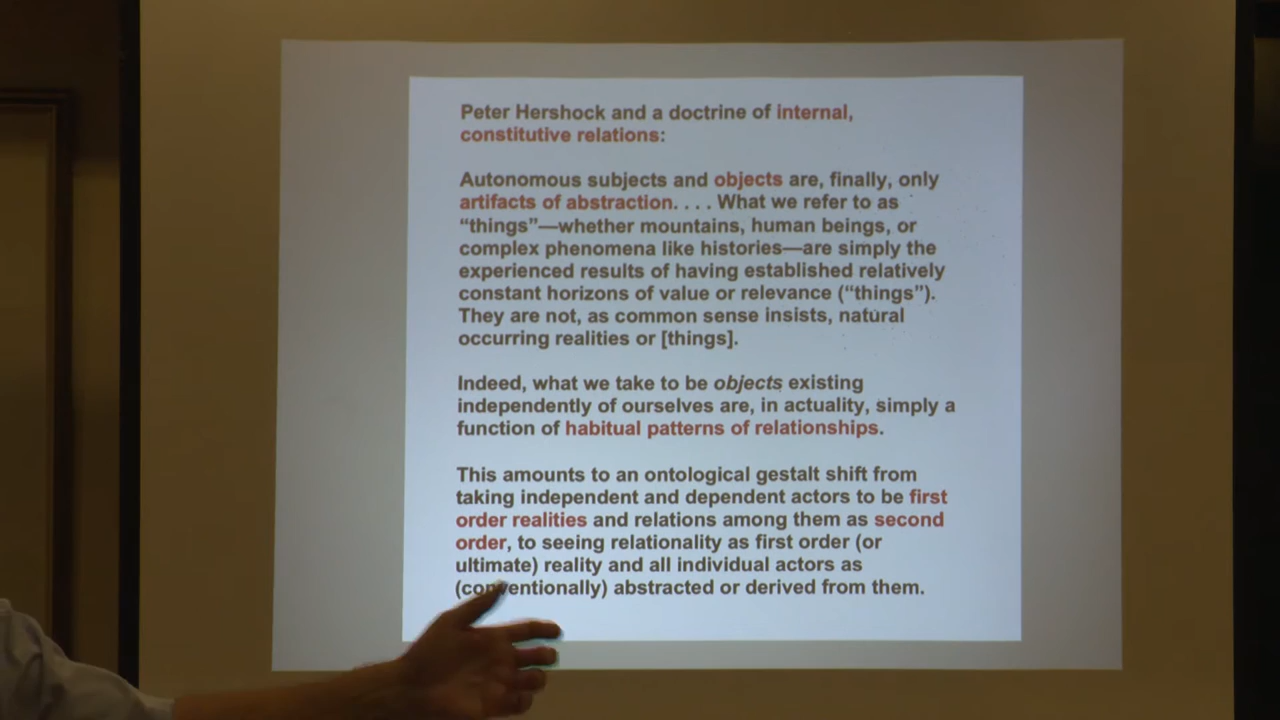 Peter Hershock and a doctrine of internal,
constitutive relations:
Autonomous subjects and objects are, finally, only
artifacts of abstraction. . . . What we refer to as
“things”—whether mountains, human beings, or
complex phenomena like histories—are simply the
experienced results of having established relatively
constant horizons of value or relevance (“things”).
They are not, as common sense insists, natural
occurring realities or [things].
Indeed, what we take to be objects existing
independently of ourselves are, in actuality, simply a
function of habitual patterns of relationships.
This amounts to an ontological gestalt shift from
taking independent and dependent actors to be first
order realities and relations among them as second
order, to seeing relationality as first order (or
ultimate) reality and all individual actors as
(conventionally) abstracted or derived from them.